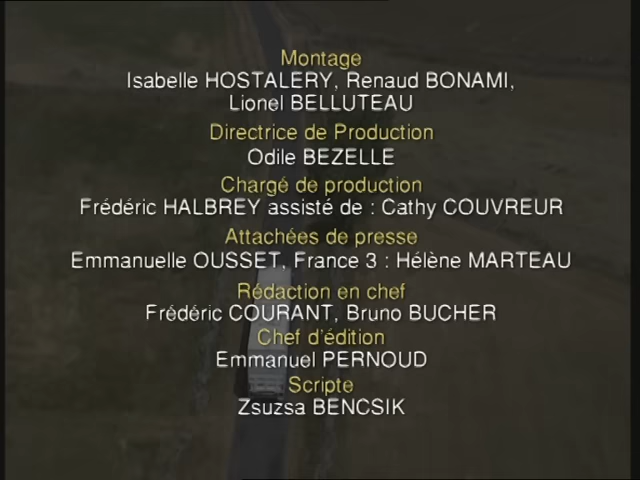 Montage
Isabelle HOSTALERY, Renaud BONAMI,
Lionel BELLUTEAU
Directrice de Production
Odile BEZELLE
Chargé de production
Frédéric HALBREY assisté de : Cathy COUVREUR
Attachées de presse
Emmanuelle OUSSET, France 3 : Hélène MARTEAU
Rédaction en chef
Frédéric COURANT, Bruno BUCHER
Chef d'édition
Emmanuel PERNOUD
Scripte
Zsuzsa BENCSIK